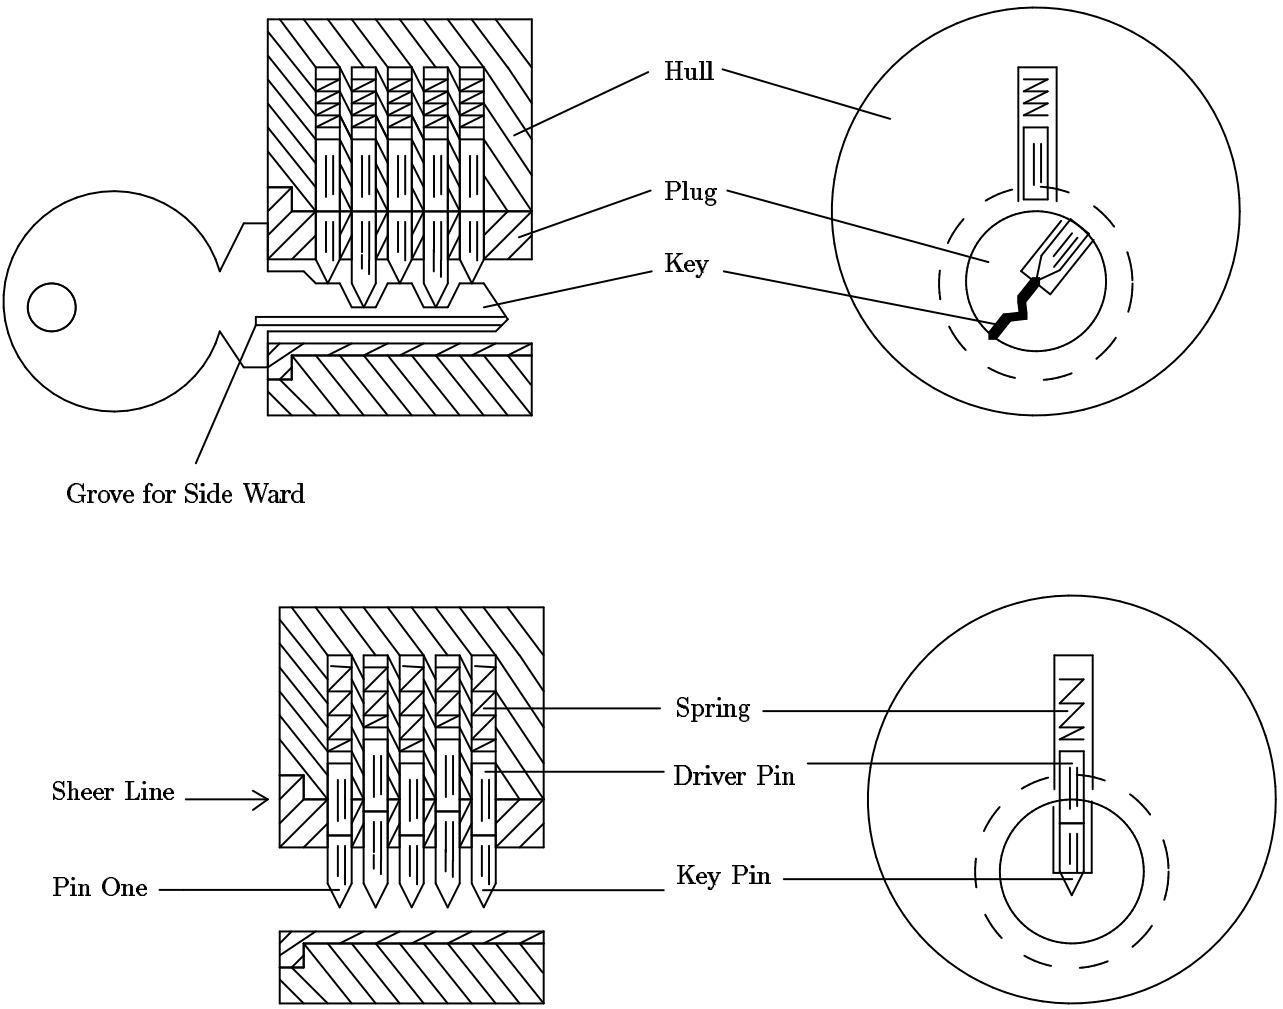 Hull
Plug
Key
Grove for Side Ward
Spring
Driver Pin
Sheer Line
Key Pin
Pin One